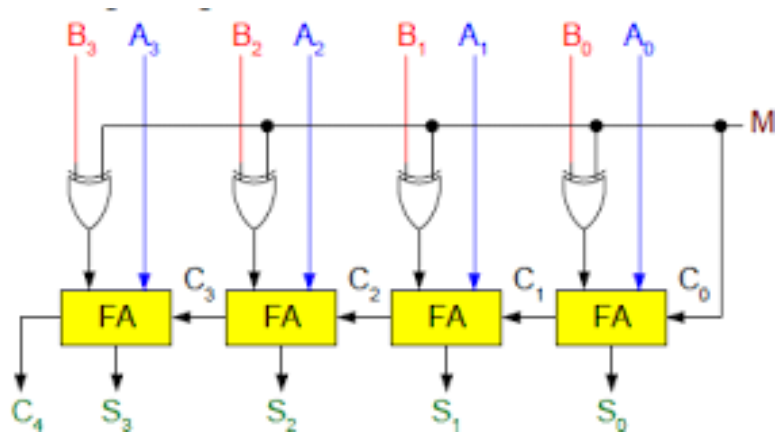 B₃ A₃ B₂ A₂ B₁ A₁ B₀ A₀
M
C₃ C₂ C₁ C₀
FA FA FA FA
C₄ S₃ S₂ S₁ S₀